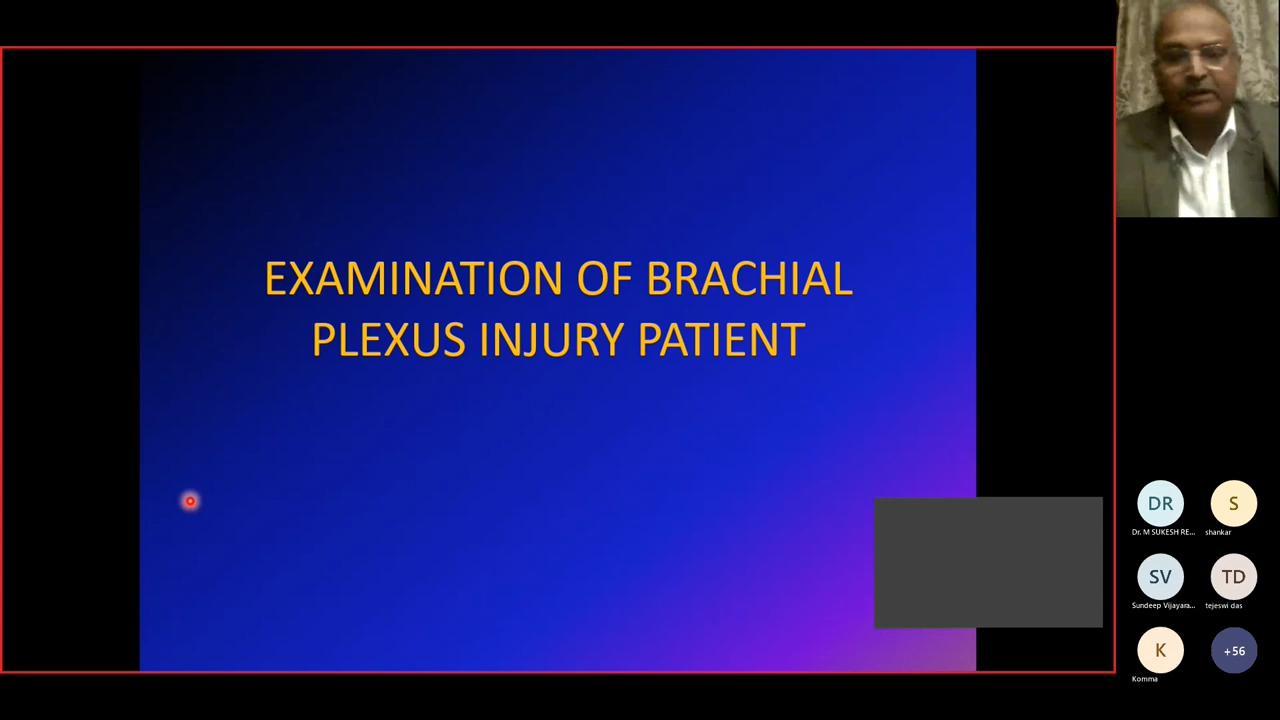 EXAMINATION OF BRACHIAL
PLEXUS INJURY PATIENT
DR
S
Dr. M SUKESH RE...
shankar
SV
TD
Sundeep Vijayara...
tejeswi das
K
+56
Komma